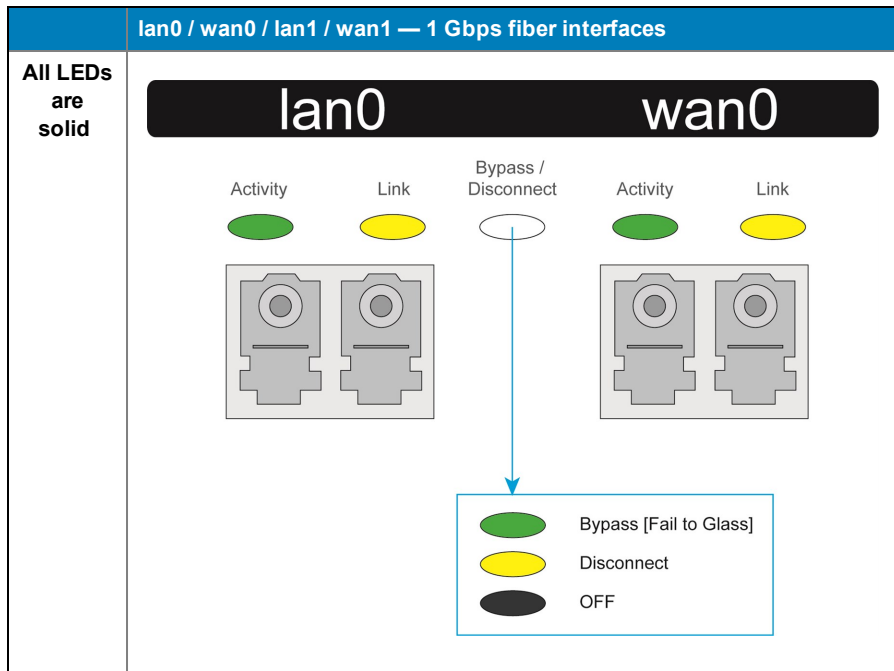 lan0 / wan0 / lan1 / wan1 — 1 Gbps fiber interfaces
All LEDs
are
solid
lan0 wan0
Activity Link Bypass / Disconnect Activity Link
Bypass [Fail to Glass]
Disconnect
OFF